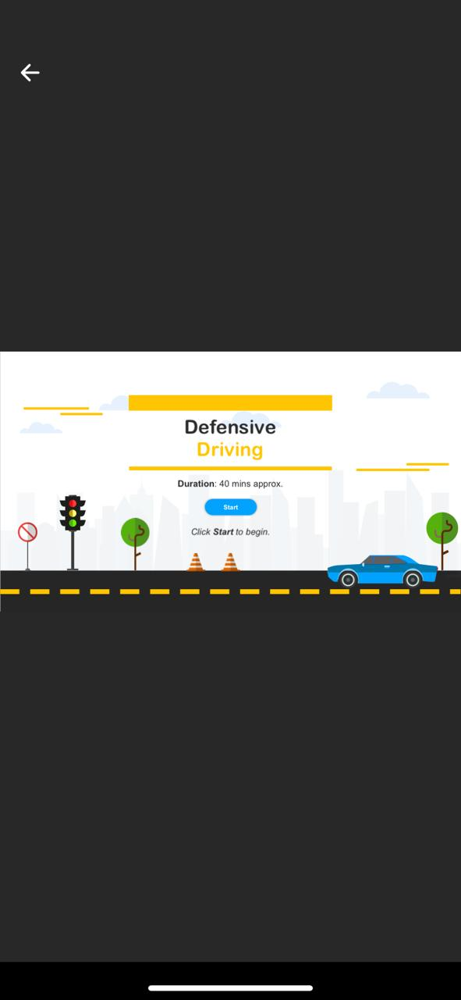 Defensive
Driving
Duration: 40 mins approx.
Start
Click Start to begin.